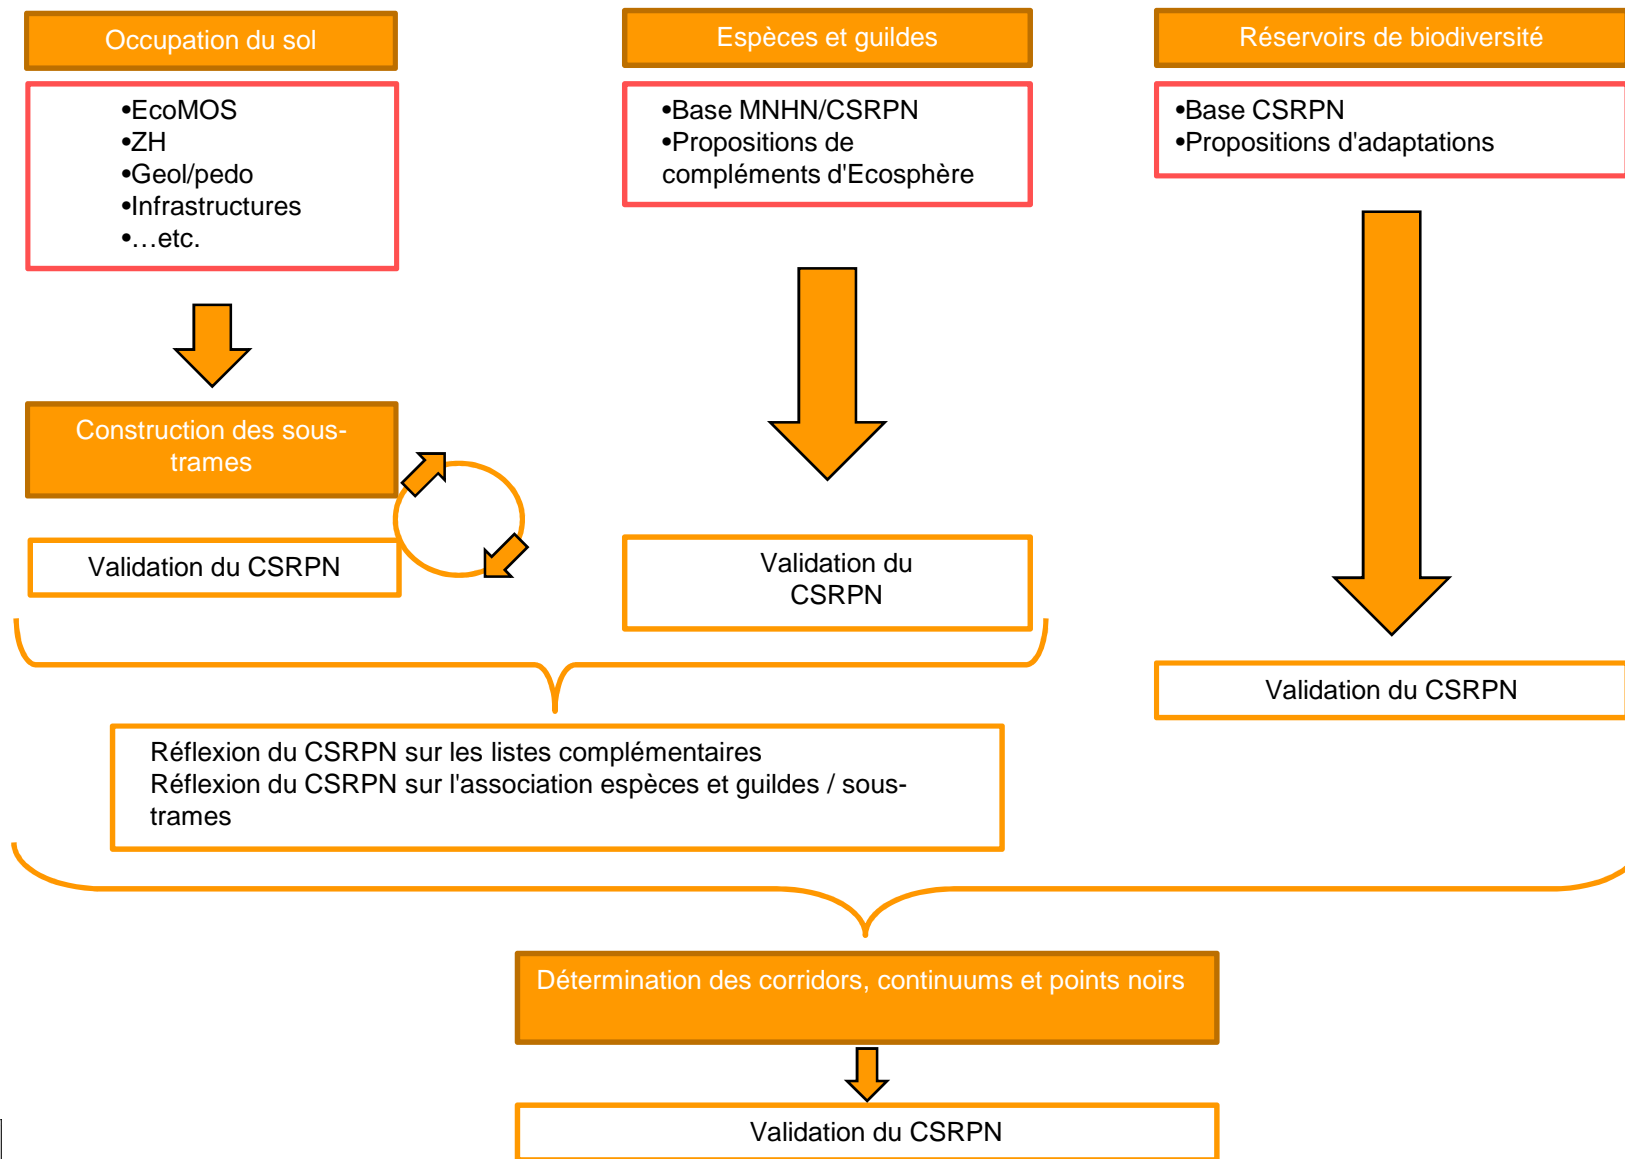 Occupation du sol
•EcoMOS
•ZH
•Geol/pedo
•Infrastructures
•…etc.
Construction des sous-
trames
Validation du CSRPN
Espèces et guildes
•Base MNHN/CSRPN
•Propositions de
compléments d'Ecosphère
Validation du
CSRPN
Réservoirs de biodiversité
•Base CSRPN
•Propositions d'adaptations
Validation du CSRPN
Réflexion du CSRPN sur les listes complémentaires
Réflexion du CSRPN sur l'association espèces et guildes / sous-
trames
Détermination des corridors, continuums et points noirs
Validation du CSRPN